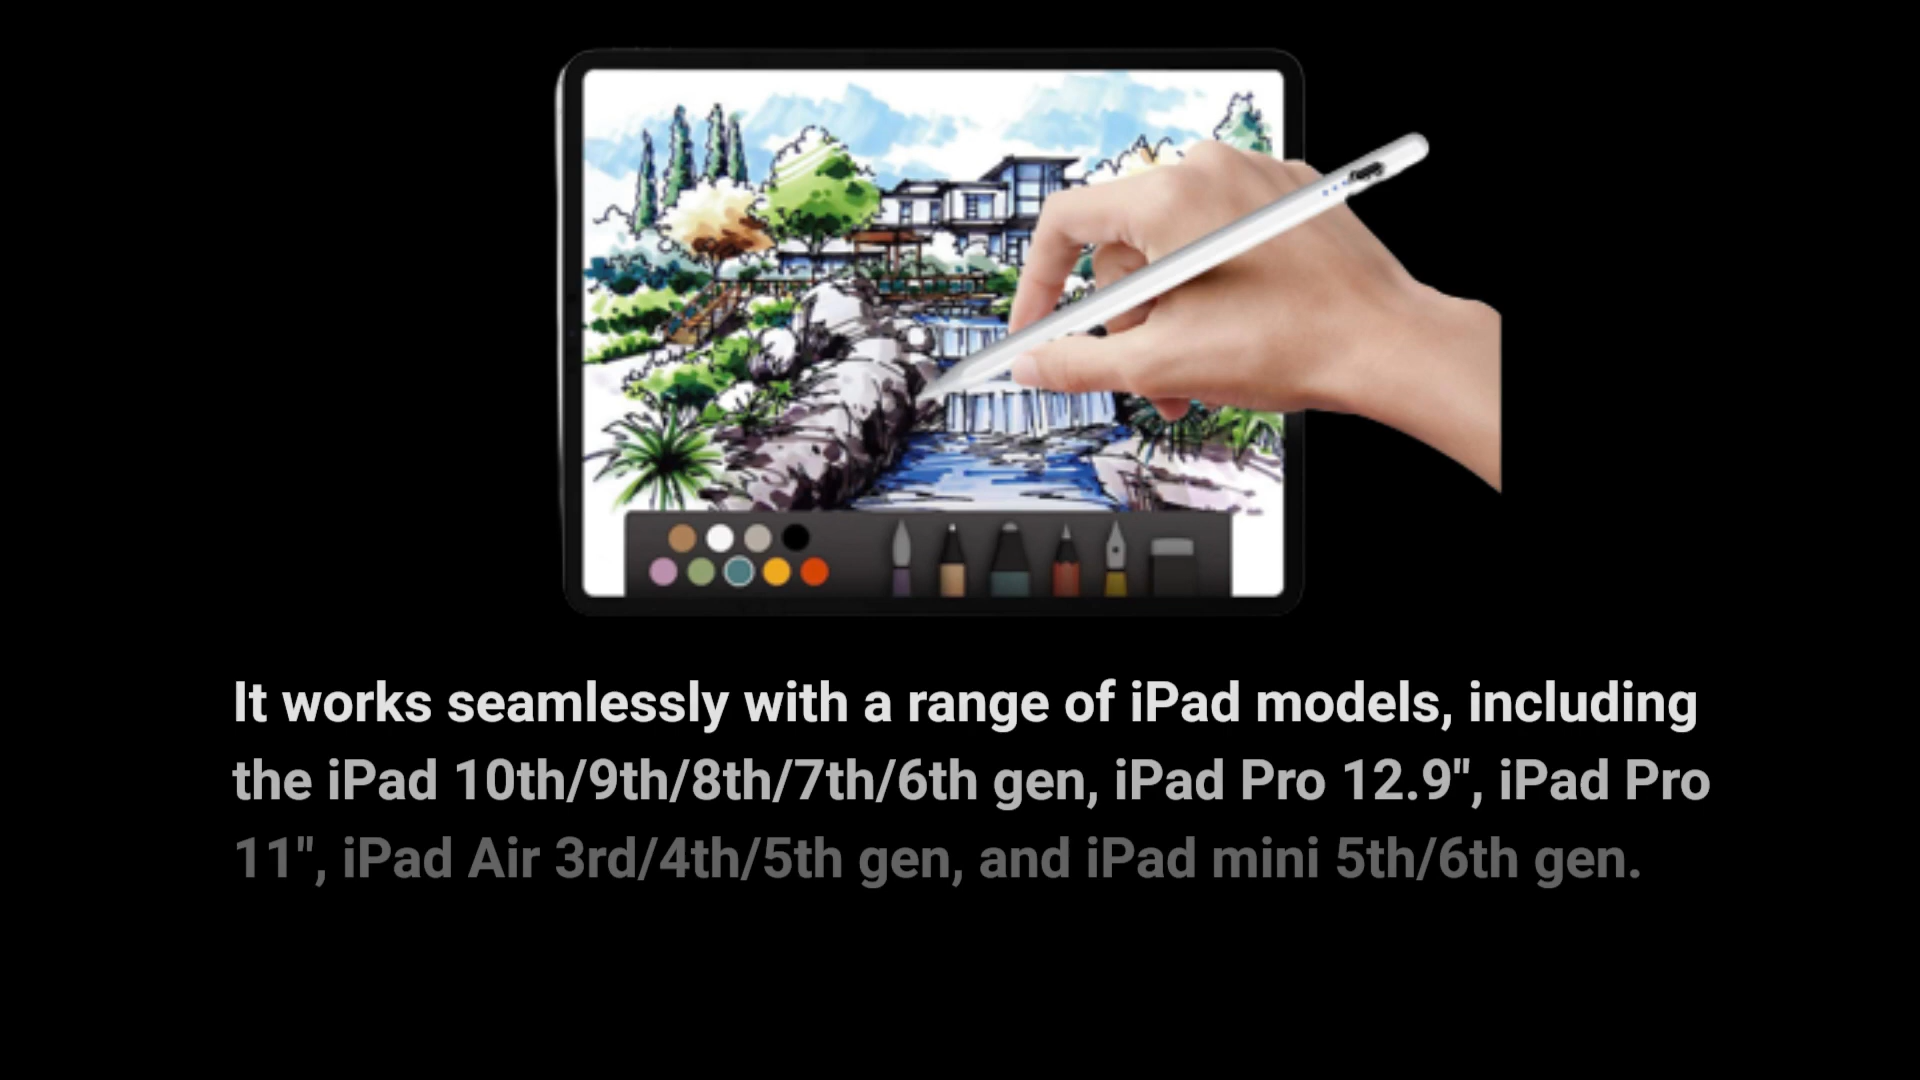 It works seamlessly with a range of iPad models, including
the iPad 10th/9th/8th/7th/6th gen, iPad Pro 12.9", iPad Pro
11", iPad Air 3rd/4th/5th gen, and iPad mini 5th/6th gen.